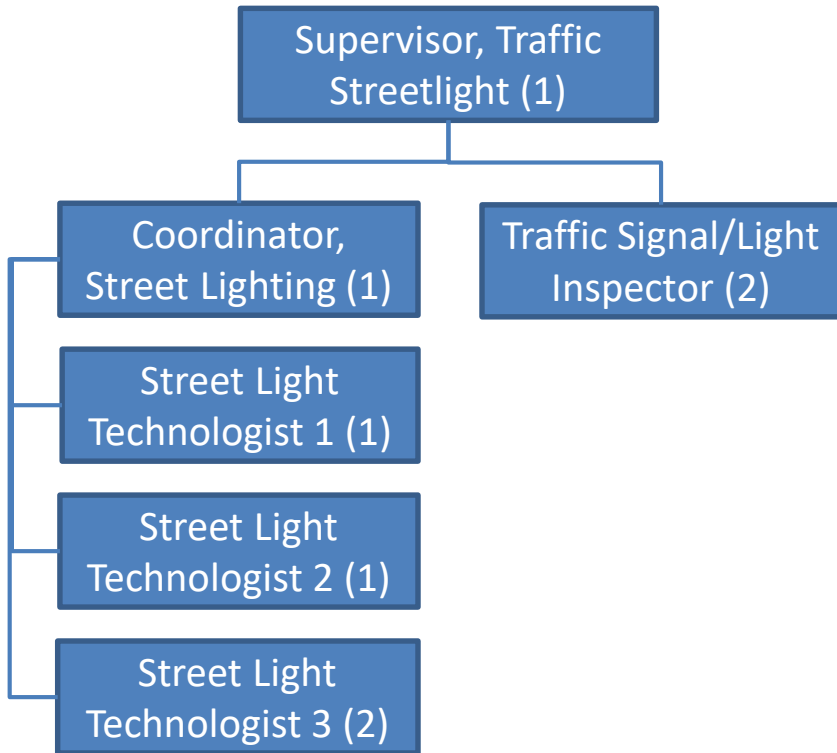 Supervisor, Traffic
Streetlight (1)
Coordinator,
Street Lighting (1)
Traffic Signal/Light
Inspector (2)
Street Light
Technologist 1 (1)
Street Light
Technologist 2 (1)
Street Light
Technologist 3 (2)